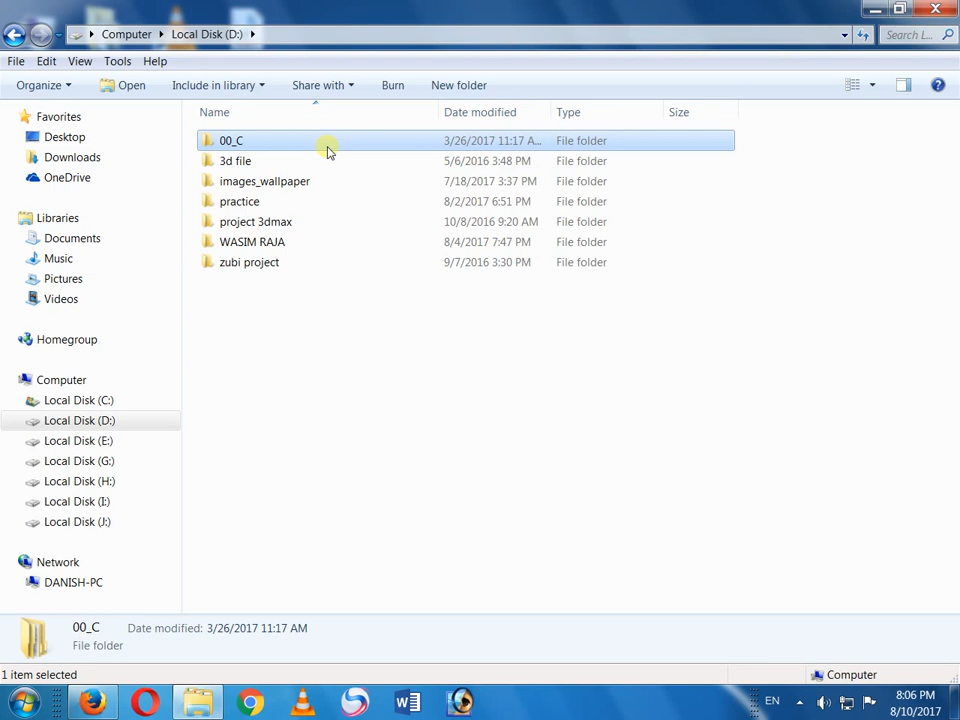 Computer Local Disk (D:) Search L...
File Edit View Tools Help
Organize Open Include in library Share with Burn New folder
Name Date modified Type Size
00_C 3/26/2017 11:17 A... File folder
3d file 5/6/2016 3:48 PM File folder
images_wallpaper 7/18/2017 3:37 PM File folder
practice 8/2/2017 6:51 PM File folder
project 3dmax 10/8/2016 9:20 AM File folder
WASIM RAJA 8/4/2017 7:47 PM File folder
zubi project 9/7/2016 3:30 PM File folder
Favorites
Desktop
Downloads
OneDrive
Libraries
Documents
Music
Pictures
Videos
Homegroup
Computer
Local Disk (C:)
Local Disk (D:)
Local Disk (E:)
Local Disk (G:)
Local Disk (H:)
Local Disk (I:)
Local Disk (J:)
Network
DANISH-PC
00_C Date modified: 3/26/2017 11:17 AM
File folder
1 item selected Computer
EN 8:06 PM
8/10/2017